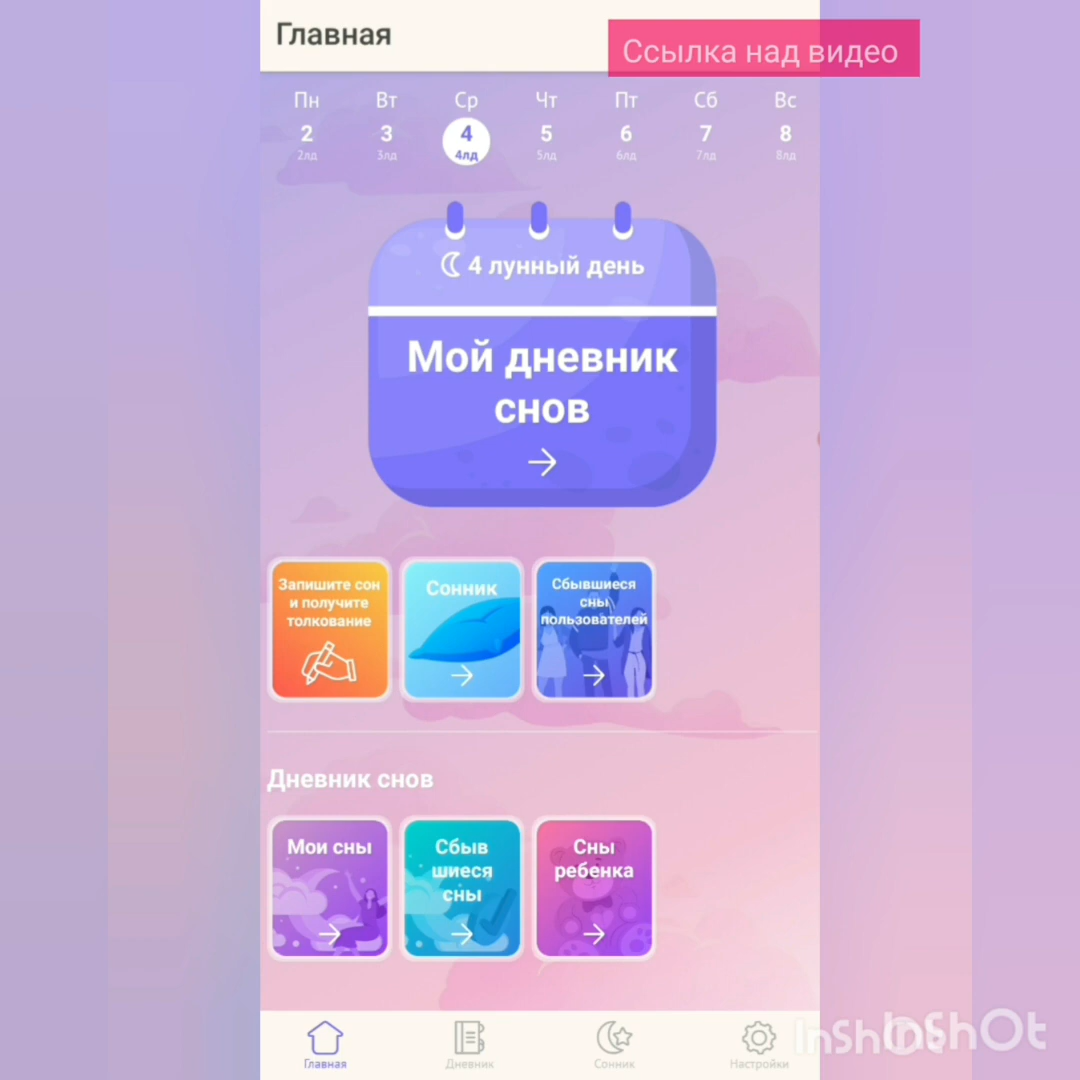 Главная
Ссылка над видео
Пн Вт Ср Чт Пт Сб Вс
2 3 4 5 6 7 8
2лд 3лд 4лд 5лд 6лд 7лд 8лд
4 лунный день
Мой дневник
снов
Запишите сон
и получите
толкование
Сонник
Сбывшиеся
сны
пользователей
Дневник снов
Мои сны
Сбыв
шиеся
сны
Сны
ребенка
Главная Дневник Сонник Настройки
InShOt
InShOt